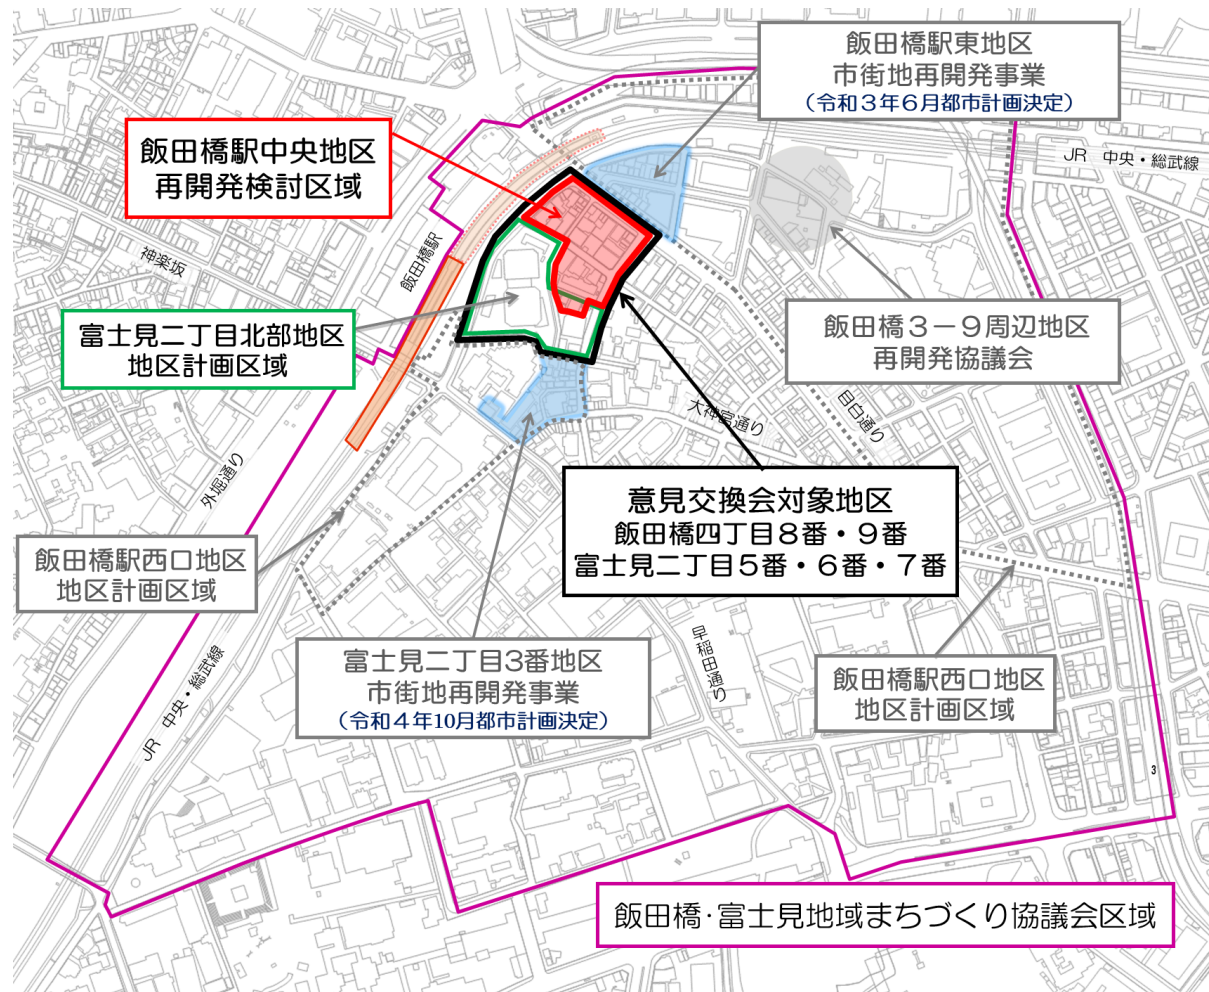 飯田橋駅東地区
市街地再開発事業
（令和３年６月都市計画決定）
飯田橋駅中央地区
再開発検討区域
JR　中央・総武線
神楽坂
飯田橋駅
富士見二丁目北部地区
地区計画区域
飯田橋３－９周辺地区
再開発協議会
大神宮通り
目白通り
外堀通り
意見交換会対象地区
飯田橋四丁目８番・９番
富士見二丁目５番・６番・７番
飯田橋駅西口地区
地区計画区域
富士見二丁目3番地区
市街地再開発事業
（令和４年10月都市計画決定）
早稲田通り
飯田橋駅西口地区
地区計画区域
JR　中央・総武線
3
飯田橋･富士見地域まちづくり協議会区域